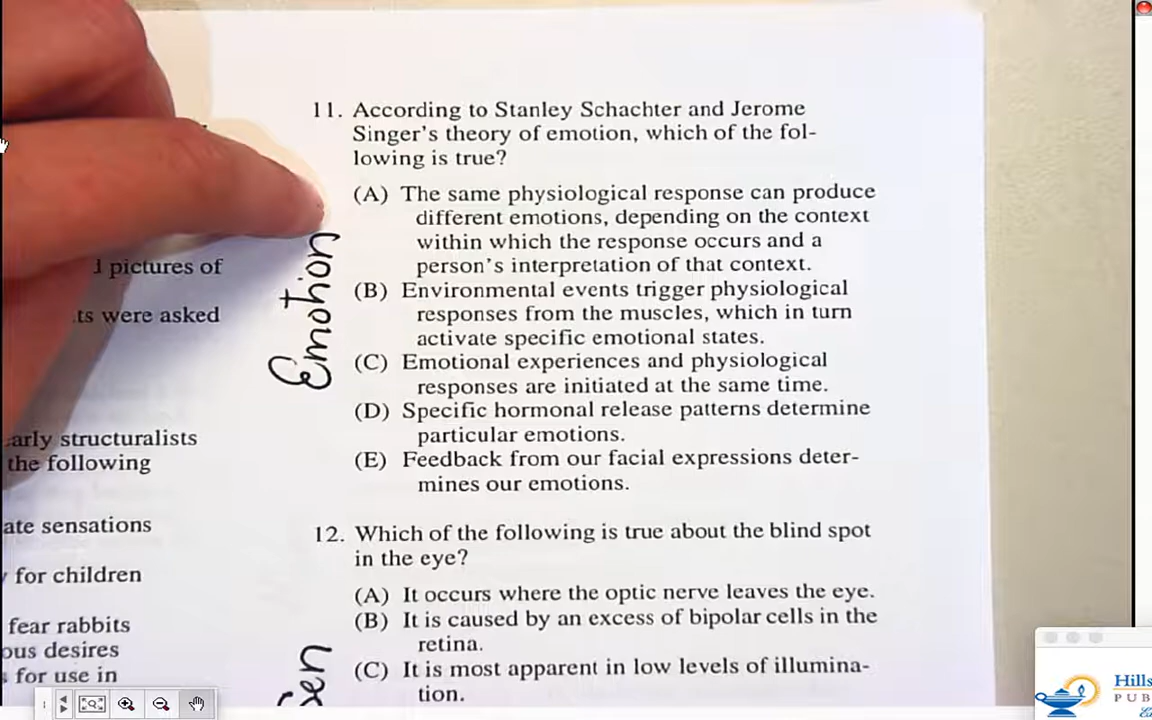 11. According to Stanley Schachter and Jerome
Singer's theory of emotion, which of the fol-
lowing is true?
(A) The same physiological response can produce
different emotions, depending on the context
within which the response occurs and a
person's interpretation of that context.
(B) Environmental events trigger physiological
responses from the muscles, which in turn
activate specific emotional states.
(C) Emotional experiences and physiological
responses are initiated at the same time.
(D) Specific hormonal release patterns determine
particular emotions.
(E) Feedback from our facial expressions deter-
mines our emotions.
12. Which of the following is true about the blind spot
in the eye?
(A) It occurs where the optic nerve leaves the eye.
(B) It is caused by an excess of bipolar cells in the
retina.
(C) It is most apparent in low levels of illumina-
tion.
Emotion
pictures of
were asked
structuralists
the following
sensations
for children
fear rabbits
desires
for use in
Hills
PUB